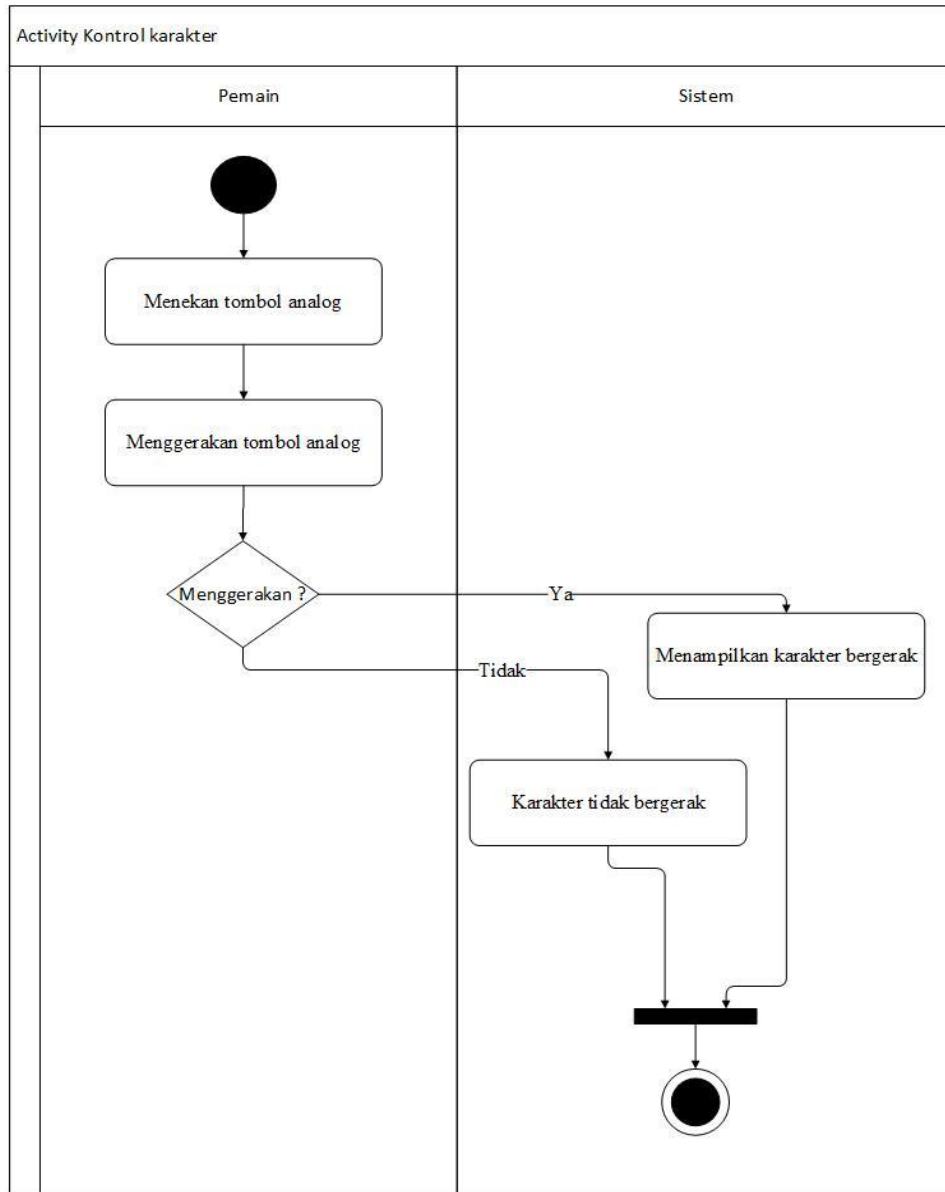 Activity Kontrol karakter
Pemain
Sistem
Menekan tombol analog
Menggerakan tombol analog
Menggerakan ?
Ya
Menampilkan karakter bergerak
Tidak
Karakter tidak bergerak